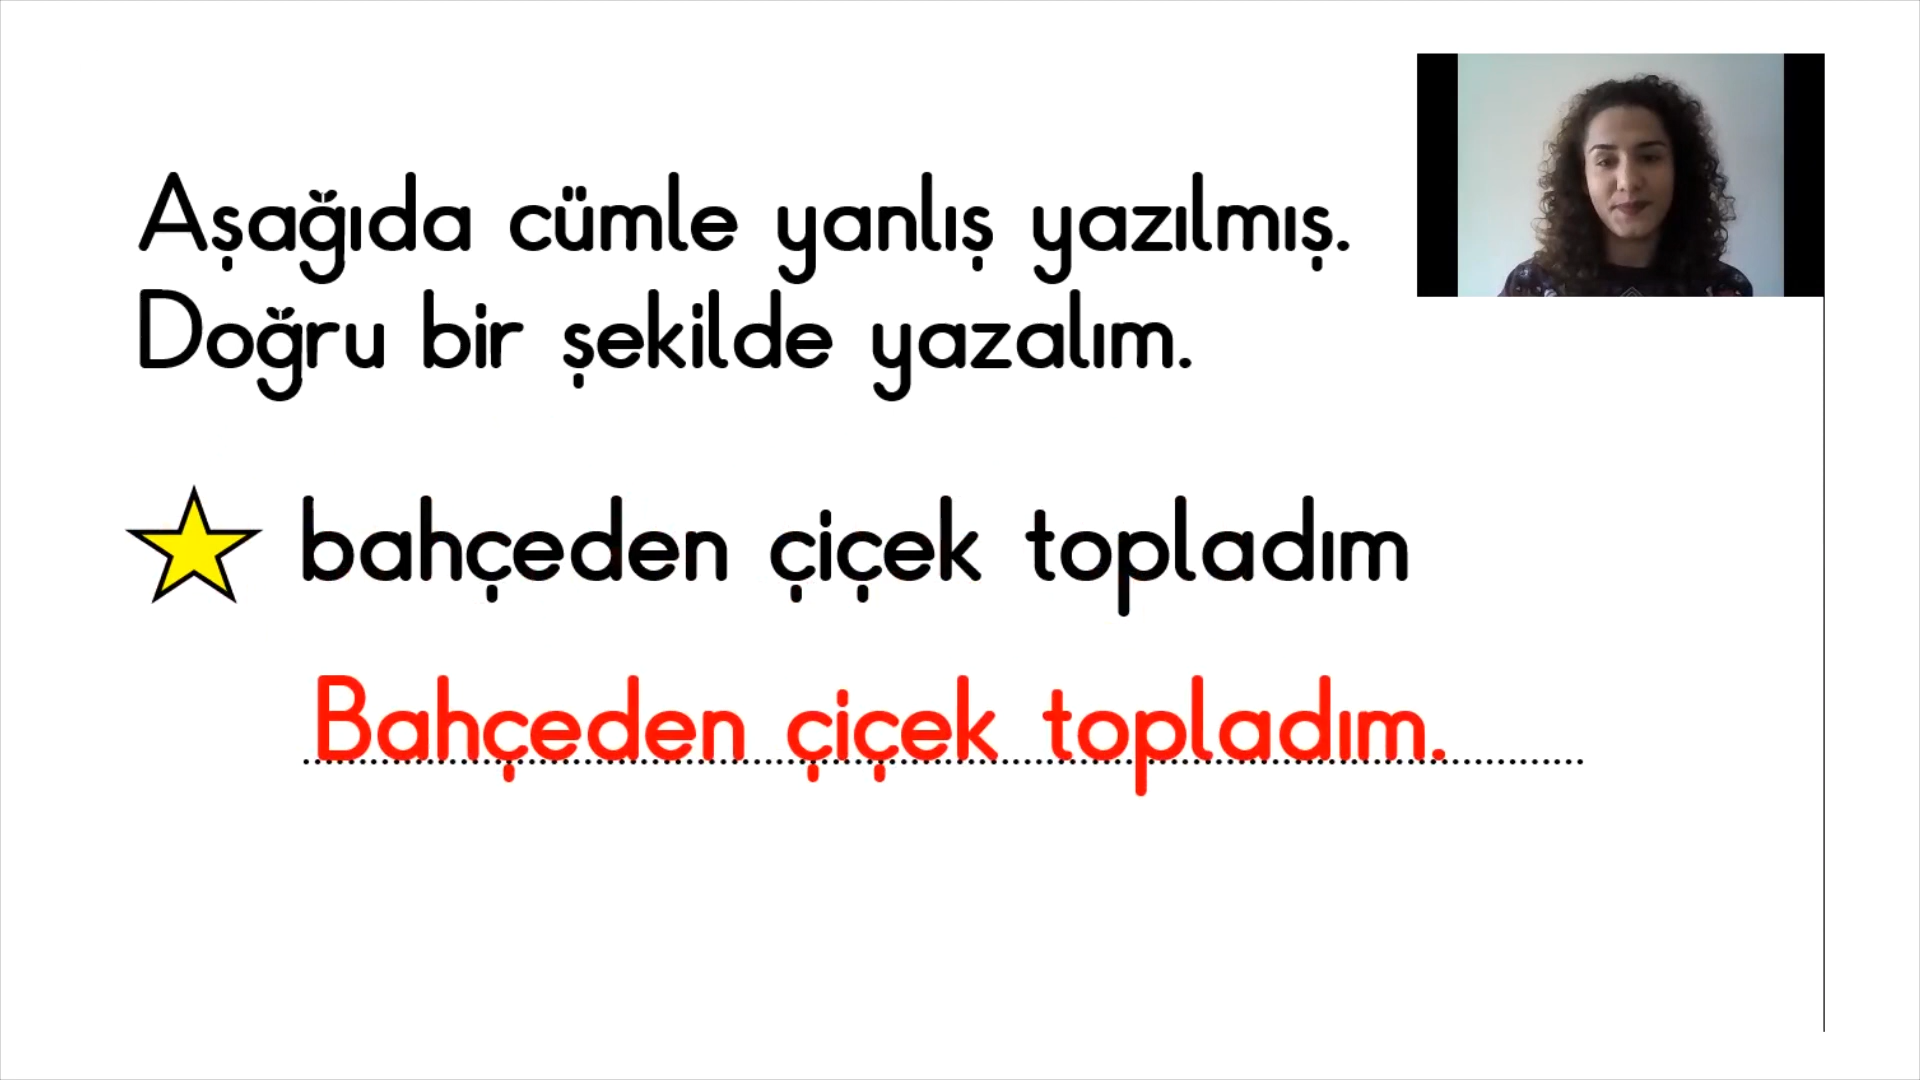 Aşağıda cümle yanlış yazılmış.
Doğru bir şekilde yazalım.
bahçeden çiçek topladım
Bahçeden çiçek topladım.